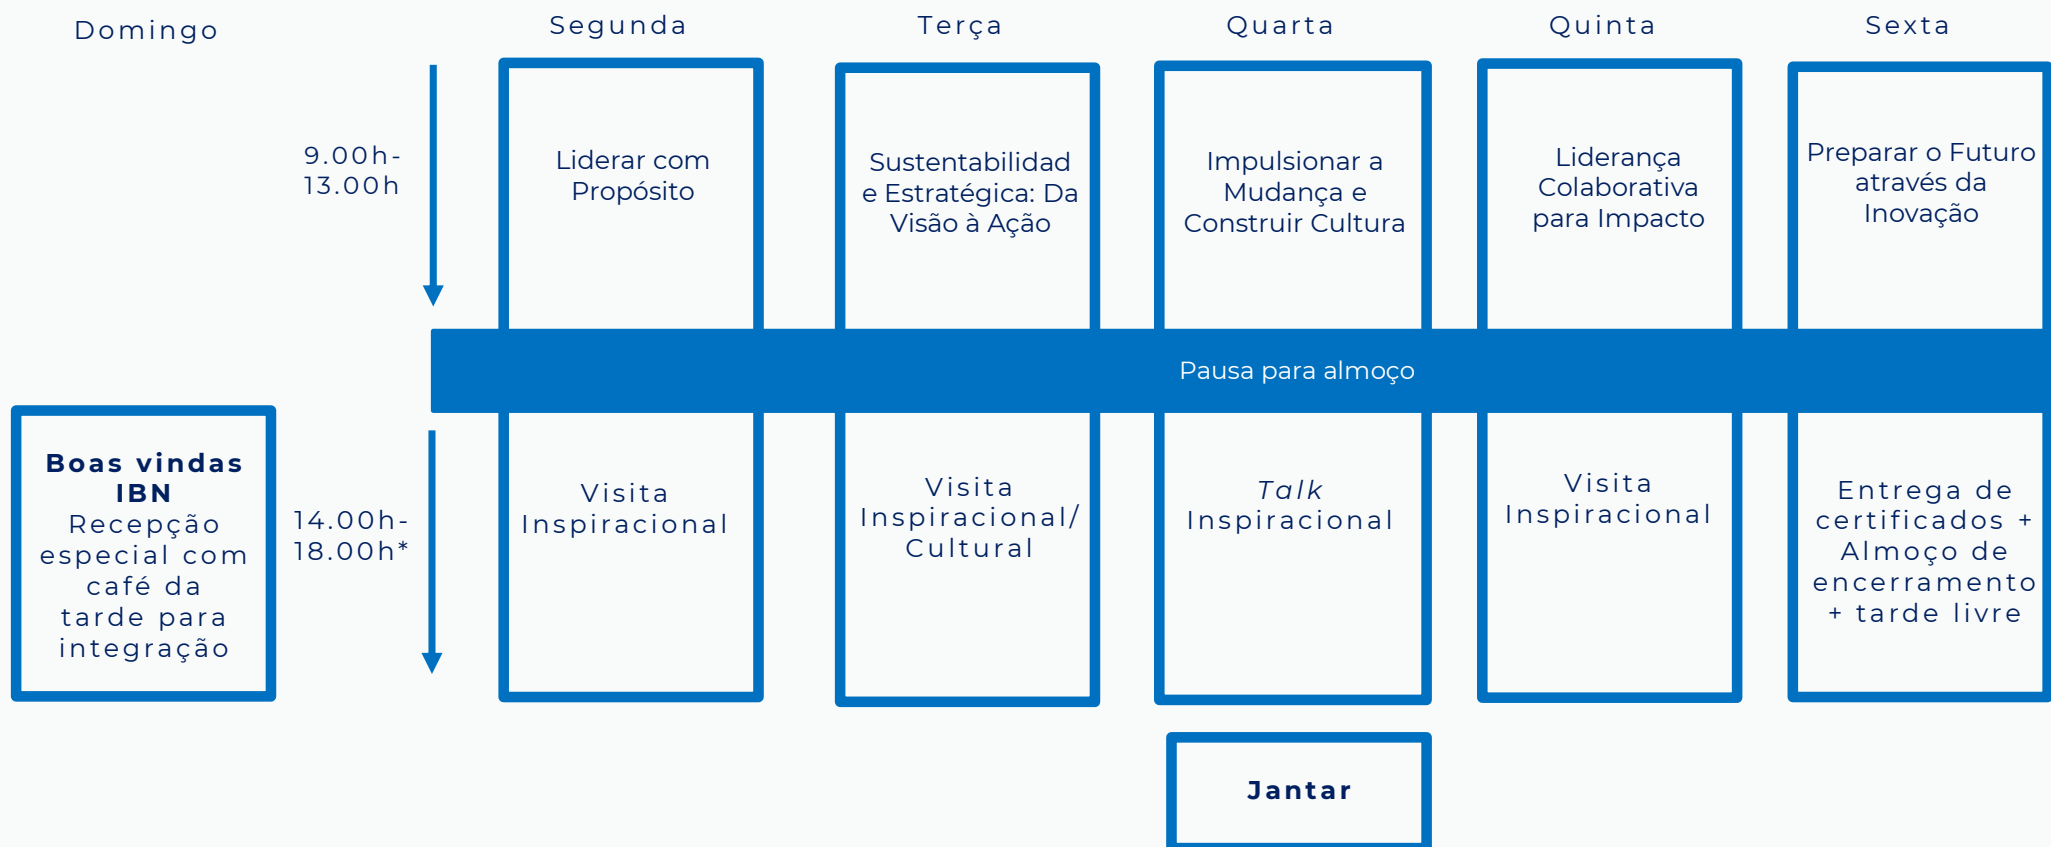 Domingo
Segunda
Terça
Quarta
Quinta
Sexta
9.00h-
13.00h
Liderar com
Propósito
Sustentabilidad
e Estratégica: Da
Visão à Ação
Impulsionar a
Mudança e
Construir Cultura
Liderança
Colaborativa
para Impacto
Preparar o Futuro
através da
Inovação
Pausa para almoço
Boas vindas
IBN
Recepção
especial com
café da
tarde para
integração
14.00h-
18.00h*
Visita
Inspiracional
Visita
Inspiracional/
Cultural
Talk
Inspiracional
Visita
Inspiracional
Entrega de
certificados +
Almoço de
encerramento
+ tarde livre
Jantar